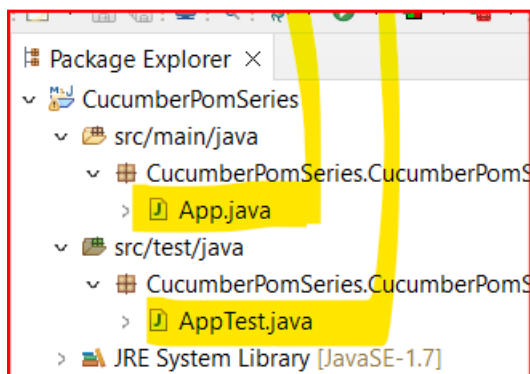 Package Explorer ×
CucumberPomSeries
src/main/java
CucumberPomSeries.CucumberPomS
App.java
src/test/java
CucumberPomSeries.CucumberPomS
AppTest.java
JRE System Library [JavaSE-1.7]